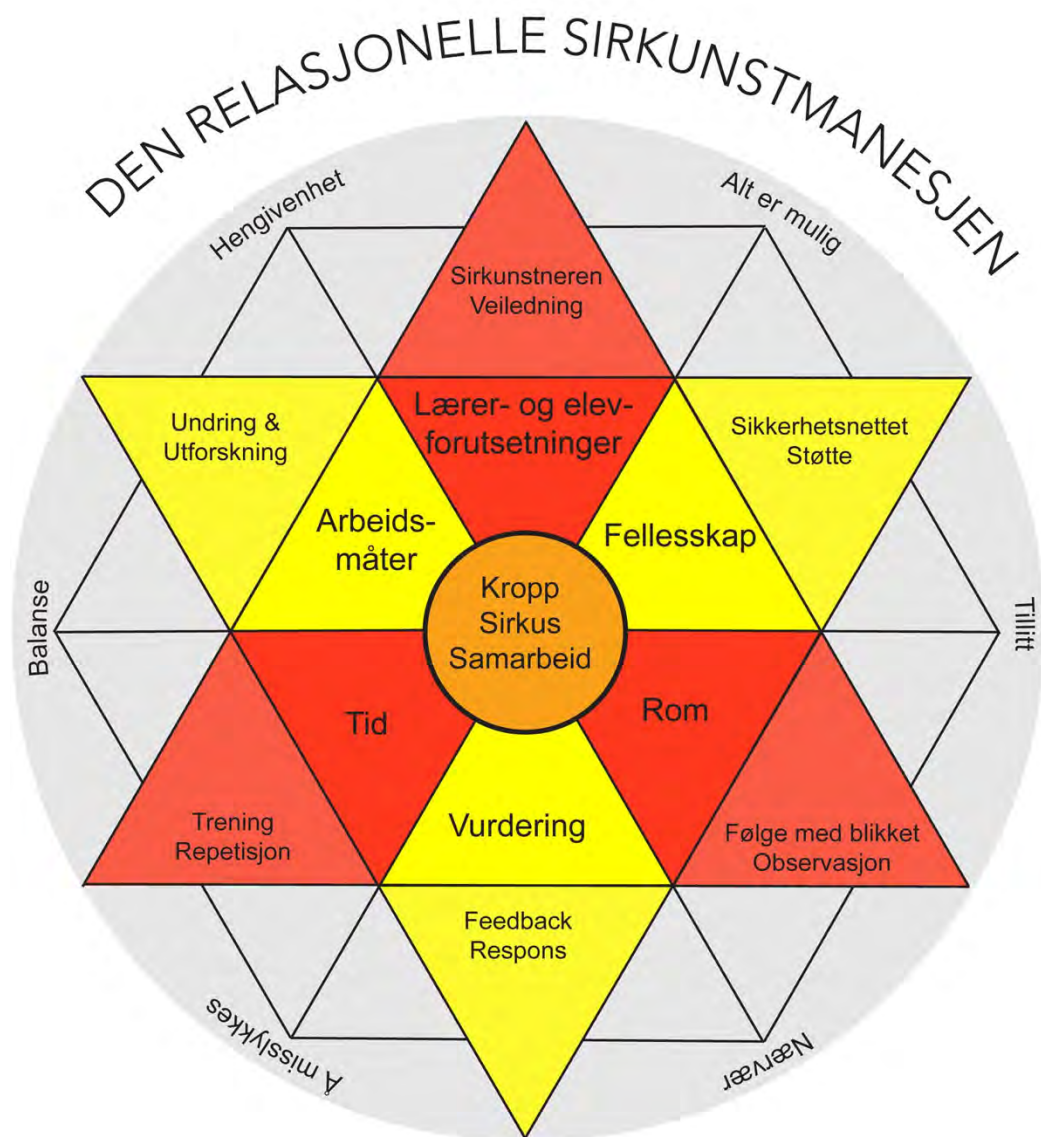 DEN RELASJONELLE SIRKUNSTMANESJEN
Hengivenhet
Alt er mulig
Sirkunstneren
Veiledning
Undring &
Utforskning
Lærer- og elev-
forutsetninger
Sikkerhetsnettet
Støtte
Arbeids-
måter
Fellesskap
Balanse
Kropp
Sirkus
Samarbeid
Tillitt
Tid
Rom
Trening
Repetisjon
Vurdering
Følge med blikket
Observasjon
Feedback
Respons
Å misslykkes
Nærvær